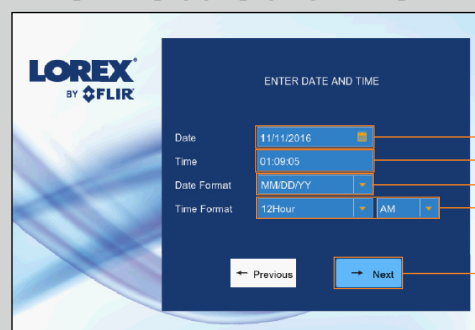 LOREX
BY FLIR
ENTER DATE AND TIME
Date 11/11/2016
Time 01:09:05
Date Format MM/DD/YY
Time Format 12Hour AM
← Previous → Next